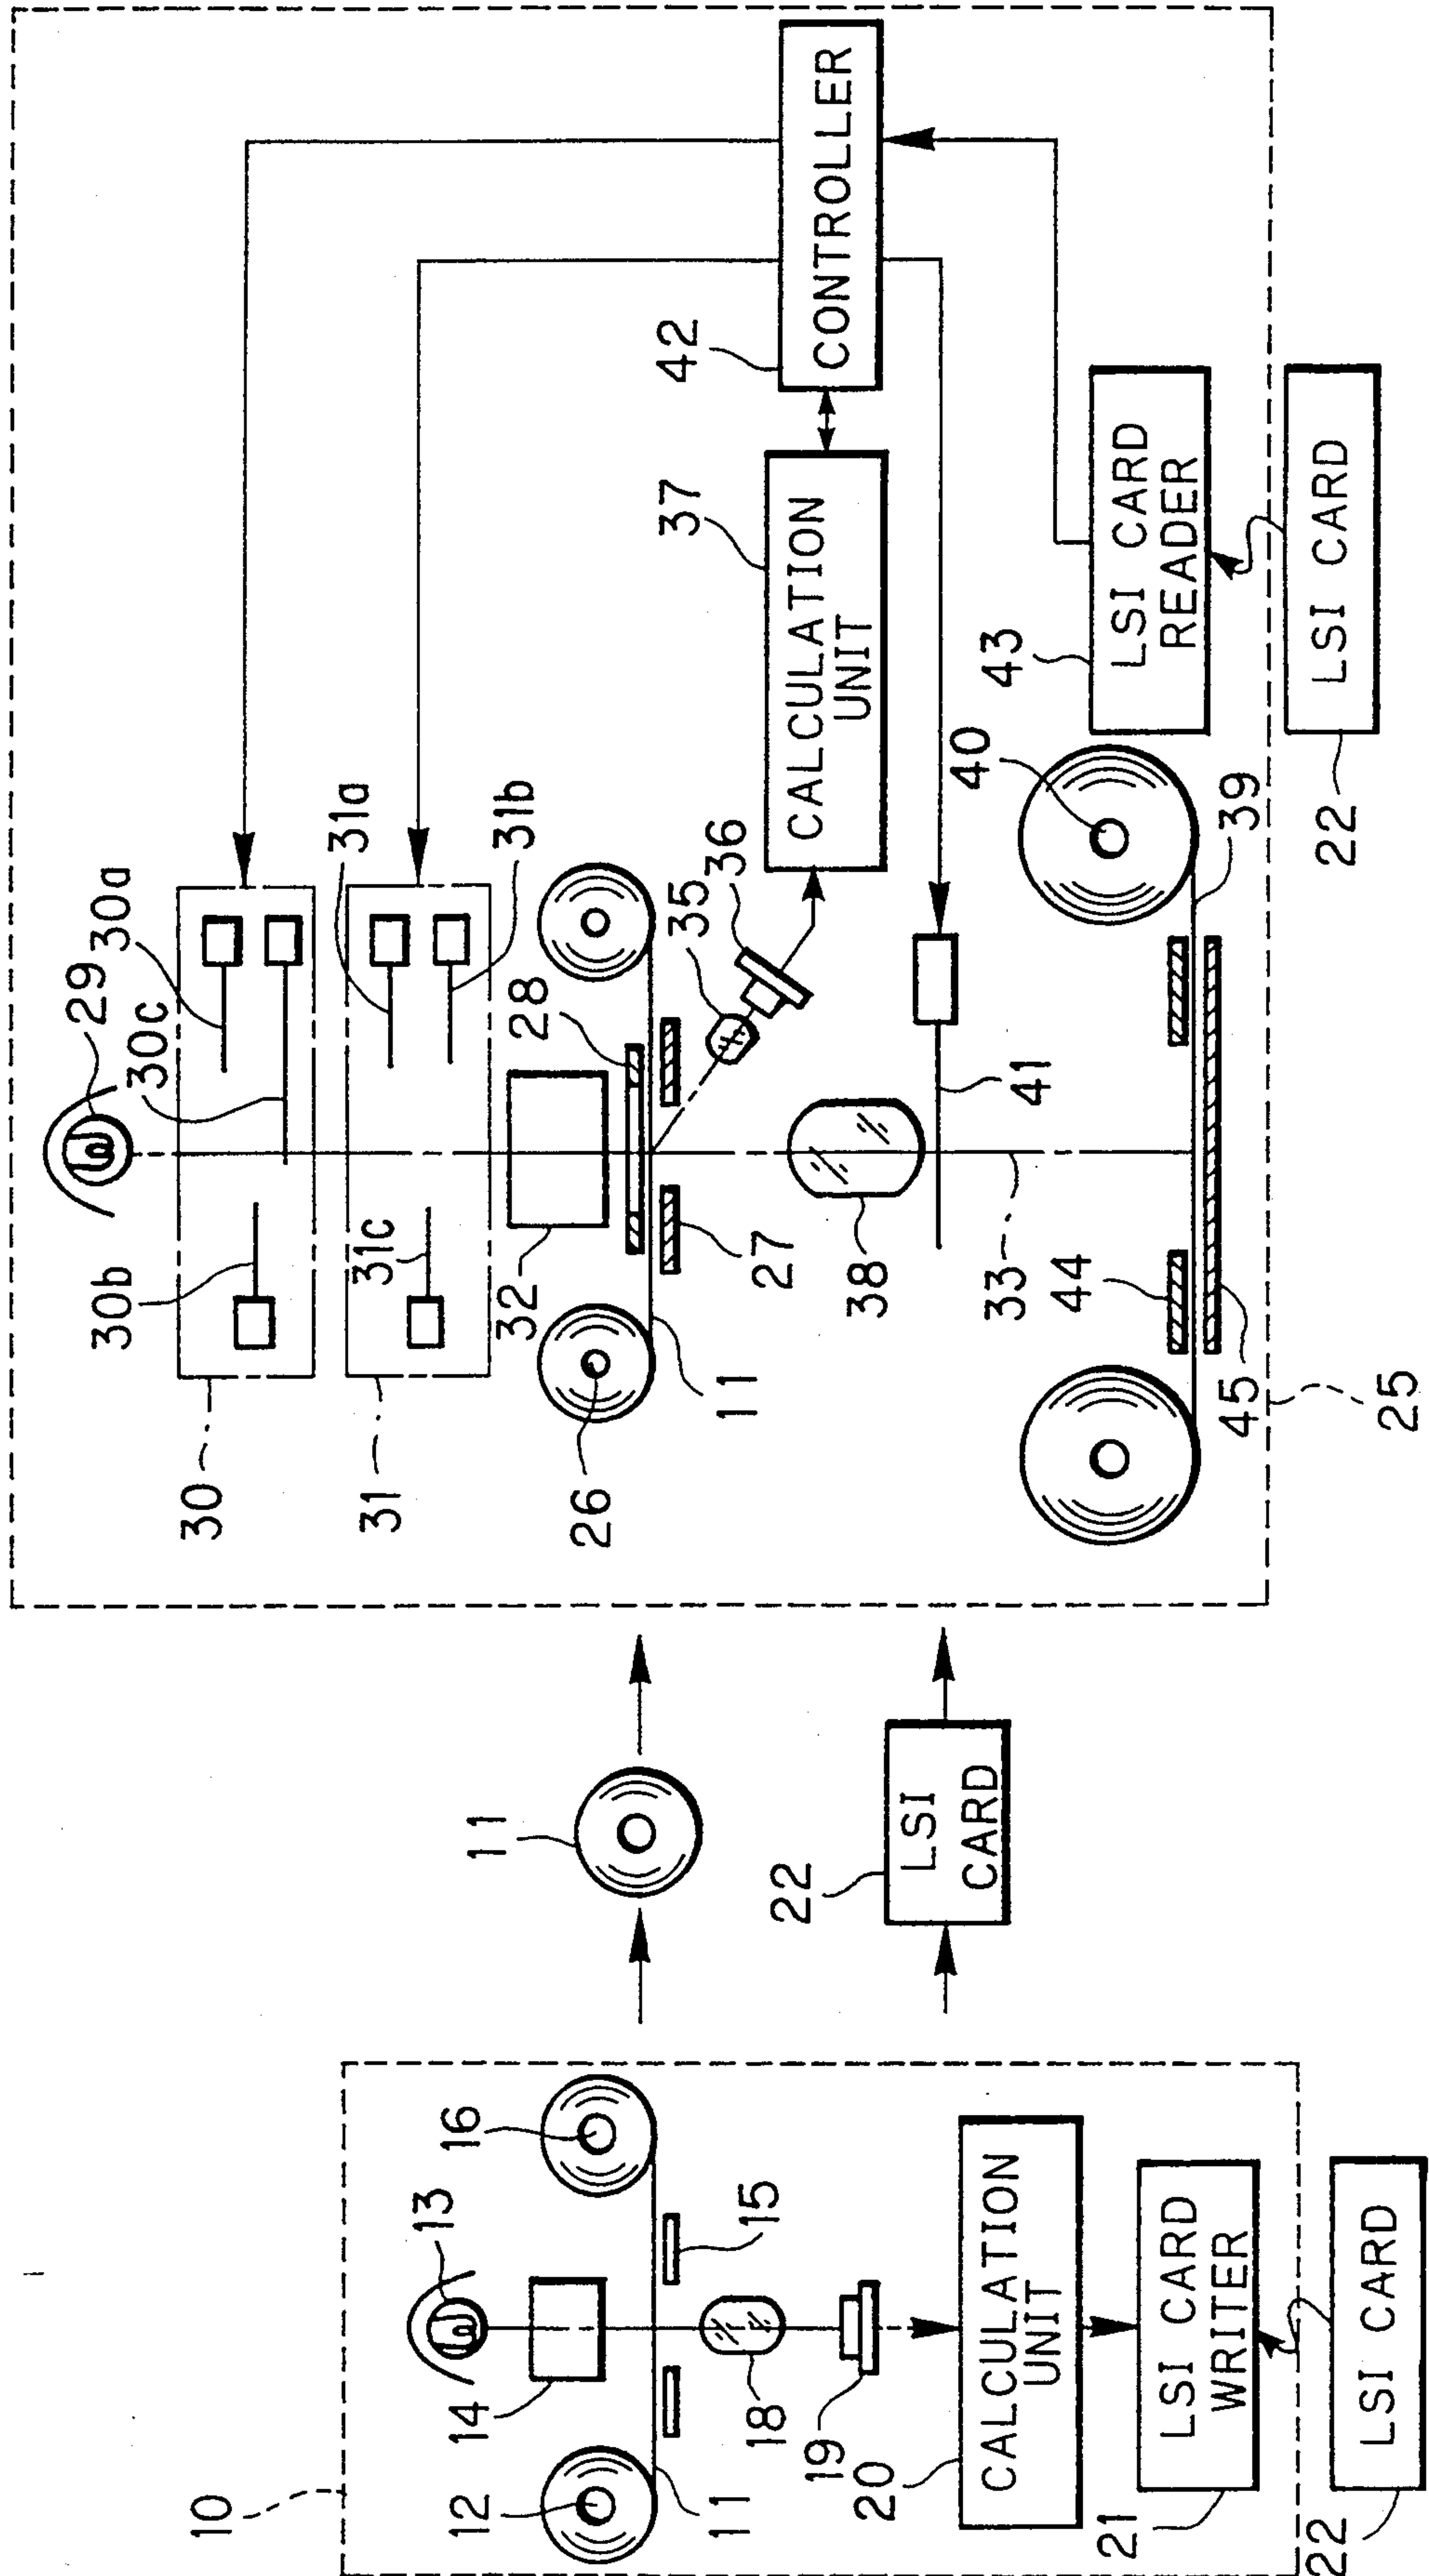 10
12
11
14
13
16
15
18
19
20
CALCULATION
UNIT
21
LSI CARD
WRITER
22
LSI CARD
11
22
LSI
CARD
30
30b
30c
29
30a
31
31c
31a
31b
26
32
28
11
27
35
36
37
CALCULATION
UNIT
42
CONTROLLER
38
41
33
44
45
40
39
43
LSI CARD
READER
22
LSI CARD
25